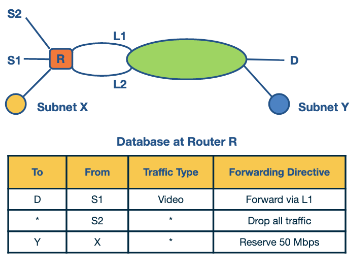 S2
L1
S1
R
D
L2
Subnet X
Subnet Y
Database at Router R
To From Traffic Type Forwarding Directive
D S1 Video Forward via L1
* S2 * Drop all traffic
Y X * Reserve 50 Mbps